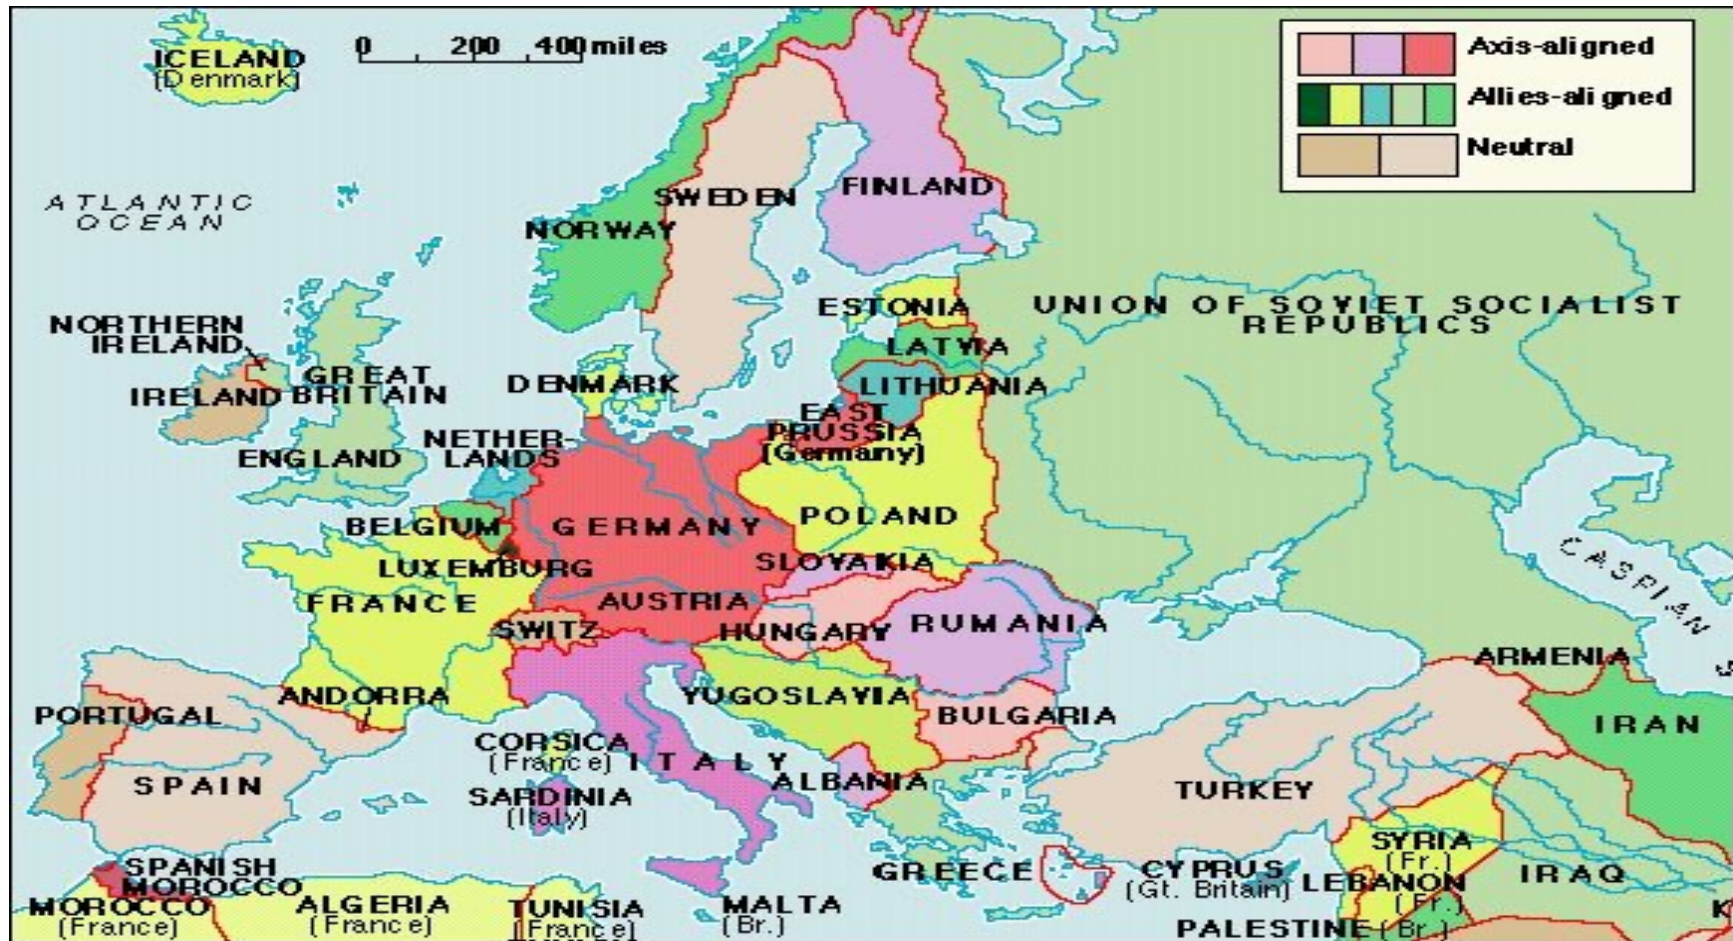 ICELAND
(Denmark)
0 200 400 miles
Axis-aligned
Allies-aligned
Neutral
ATLANTIC
OCEAN
SWEDEN
FINLAND
NORWAY
ESTONIA
UNION OF SOVIET SOCIALIST
REPUBLICS
NORTHERN
IRELAND
LATVIA
GREAT
BRITAIN
IRELAND
DENMARK
LITHUANIA
EAST
PRUSSIA
(Germany)
NETHER-
LANDS
ENGLAND
BELGIUM
GERMANY
POLAND
LUXEMBURG
SLOVAKIA
CASPIAN
FRANCE
AUSTRIA
SWITZ.
HUNGARY
RUMANIA
ARMENIA
S
ANDORRA
YUGOSLAVIA
PORTUGAL
BULGARIA
IRAN
CORSICA
(France)
ITALY
ALBANIA
SPAIN
SARDINIA
(Italy)
TURKEY
SYRIA
(Fr.)
GREECE
CYPRUS
(Gt. Britain)
LEBANON
(Fr.)
IRAQ
SPANISH
MOROCCO
MOROCCO
(France)
ALGERIA
(France)
TUNISIA
(France)
MALTA
(Br.)
PALESTINE (Br.)
K